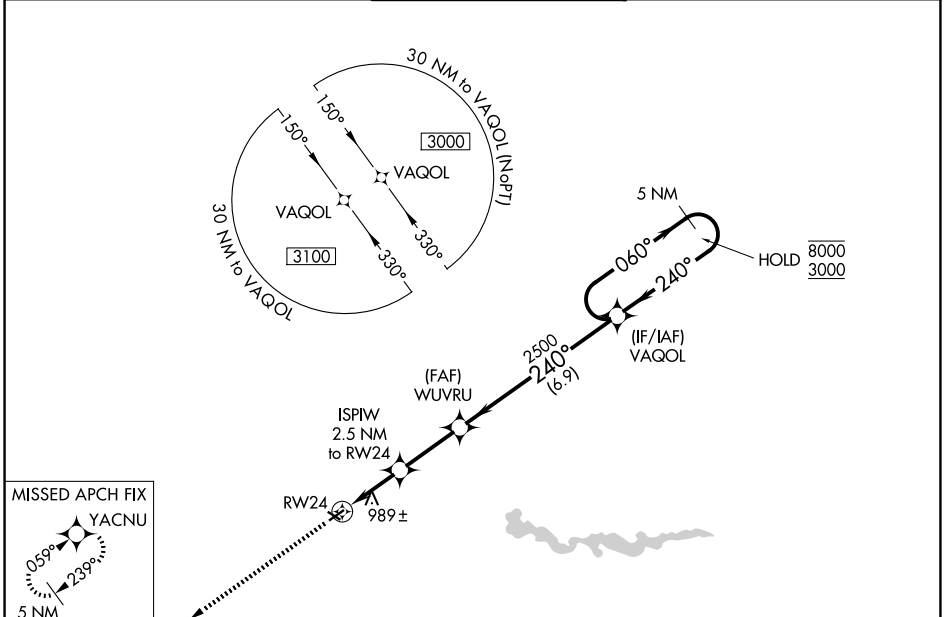 30 NM to VAQOL (NoPT)
150°
3000
VAQOL
330°
150°
VAQOL
3100
330°
30 NM to VAQOL
5 NM
060°
240°
HOLD 8000
3000
(IF/IAF)
VAQOL
2500
240°
(6.9)
(FAF)
WUVRU
ISPIW
2.5 NM
to RW24
RW24
989±
MISSED APCH FIX
YACNU
059°
239°
5 NM